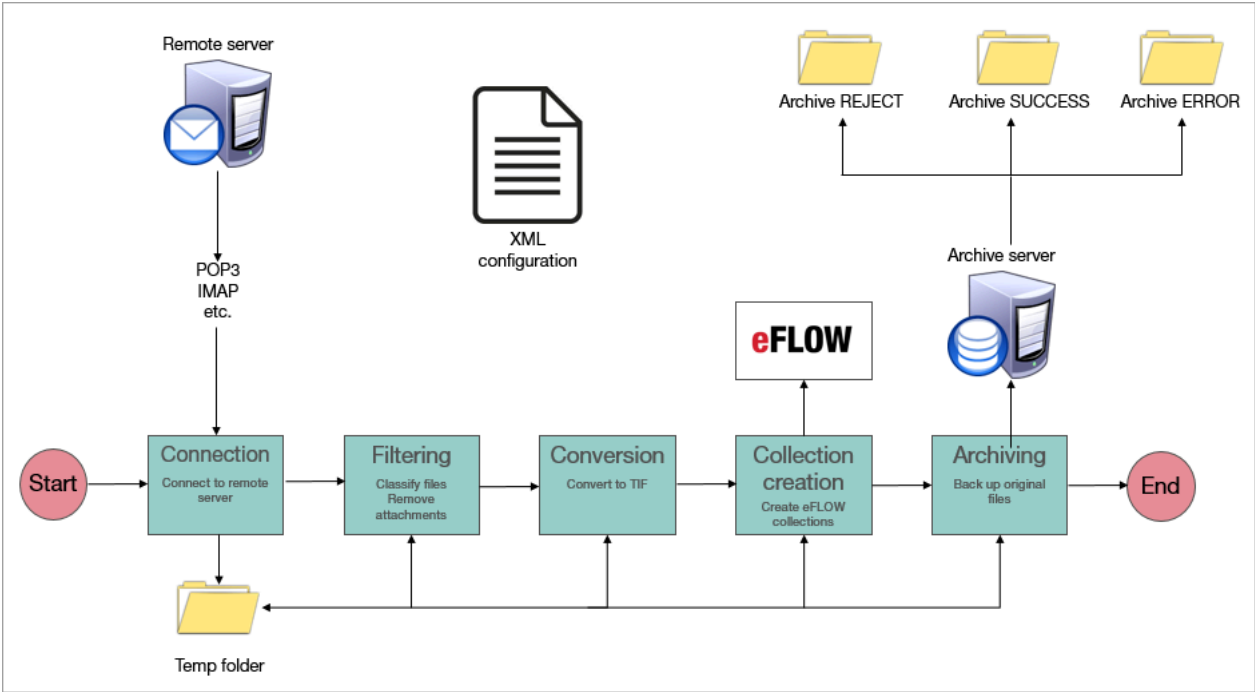 Remote server
Archive REJECT
Archive SUCCESS
Archive ERROR
XML
configuration
POP3
IMAP
etc.
Archive server
eFLOW
Start
Connection
Connect to remote
server
Filtering
Classify files
Remove
attachments
Conversion
Convert to TIF
Collection
creation
Create eFLOW
collections
Archiving
Back up original
files
End
Temp folder